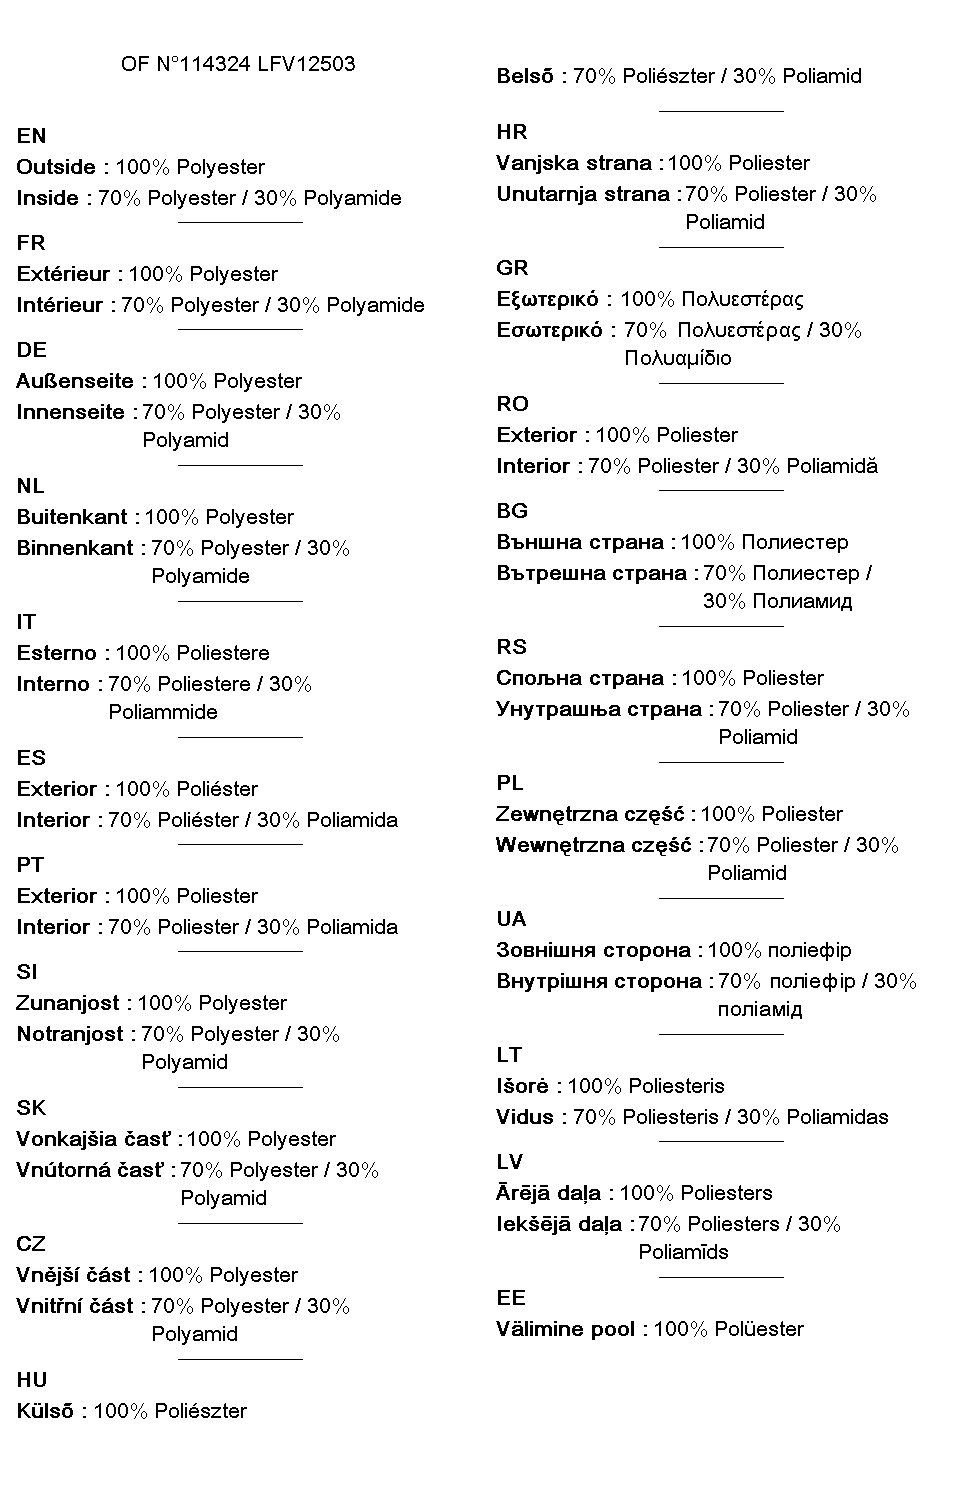 OF N°114324 LFV12503
EN
Outside : 100% Polyester
Inside : 70% Polyester / 30% Polyamide
FR
Extérieur : 100% Polyester
Intérieur : 70% Polyester / 30% Polyamide
DE
Außenseite : 100% Polyester
Innenseite : 70% Polyester / 30%
Polyamid
NL
Buitenkant : 100% Polyester
Binnenkant : 70% Polyester / 30%
Polyamide
IT
Esterno : 100% Poliestere
Interno : 70% Poliestere / 30%
Poliammide
ES
Exterior : 100% Poliéster
Interior : 70% Poliéster / 30% Poliamida
PT
Exterior : 100% Poliester
Interior : 70% Poliester / 30% Poliamida
SI
Zunanjost : 100% Polyester
Notranjost : 70% Polyester / 30%
Polyamid
SK
Vonkajšia časť : 100% Polyester
Vnútorná časť : 70% Polyester / 30%
Polyamid
CZ
Vnější část : 100% Polyester
Vnitřní část : 70% Polyester / 30%
Polyamid
HU
Külső : 100% Poliészter
Belső : 70% Poliészter / 30% Poliamid
HR
Vanjska strana : 100% Poliester
Unutarnja strana : 70% Poliester / 30%
Poliamid
GR
Εξωτερικό : 100% Πολυεστέρας
Εσωτερικό : 70% Πολυεστέρας / 30%
Πολυαμίδιο
RO
Exterior : 100% Poliester
Interior : 70% Poliester / 30% Poliamidă
BG
Външна страна : 100% Полиестер
Вътрешна страна : 70% Полиестер /
30% Полиамид
RS
Спољна страна : 100% Poliester
Унутрашња страна : 70% Poliester / 30%
Poliamid
PL
Zewnętrzna część : 100% Poliester
Wewnętrzna część : 70% Poliester / 30%
Poliamid
UA
Зовнішня сторона : 100% поліефір
Внутрішня сторона : 70% поліефір / 30%
поліамід
LT
Išorė : 100% Poliesteris
Vidus : 70% Poliesteris / 30% Poliamidas
LV
Ārējā daļa : 100% Poliesters
Iekšējā daļa : 70% Poliesters / 30%
Poliamīds
EE
Välimine pool : 100% Polüester